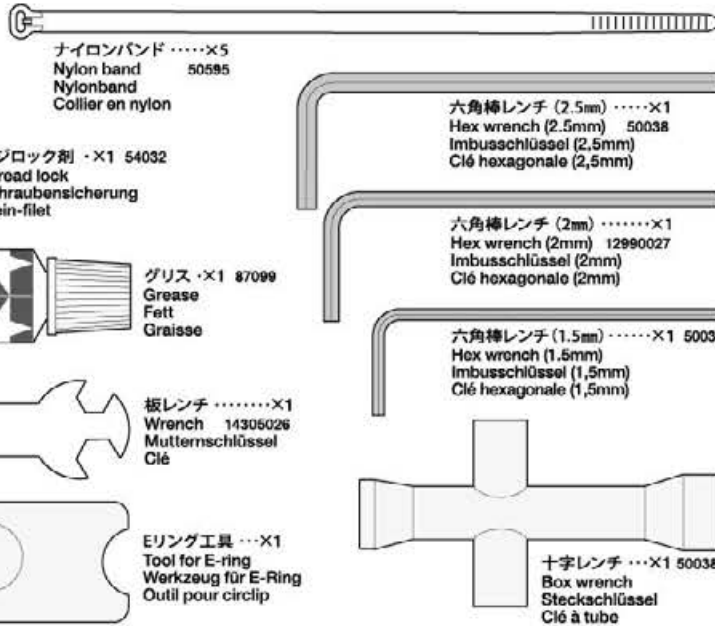 ナイロンバンド ·····×5
Nylon band 50595
Nylonband
Collier en nylon
六角棒レンチ (2.5mm) ·····×1
Hex wrench (2.5mm) 50038
Imbusschlüssel (2,5mm)
Clé hexagonale (2,5mm)
ジロック剤 ·×1 54032
read lock
hraubensicherung
ein-filet
六角棒レンチ (2mm) ·······×1
Hex wrench (2mm) 12990027
Imbusschlüssel (2mm)
Clé hexagonale (2mm)
グリス ·×1 87099
Grease
Fett
Graisse
六角棒レンチ (1.5mm) ······×1 5003
Hex wrench (1.5mm)
Imbusschlüssel (1,5mm)
Clé hexagonale (1,5mm)
板レンチ ········×1
Wrench 14305026
Mutternschlüssel
Clé
Eリング工具 ···×1
Tool for E-ring
Werkzeug für E-Ring
Outil pour circlip
十字レンチ ···×1 50038
Box wrench
Steckschlüssel
Clé à tube